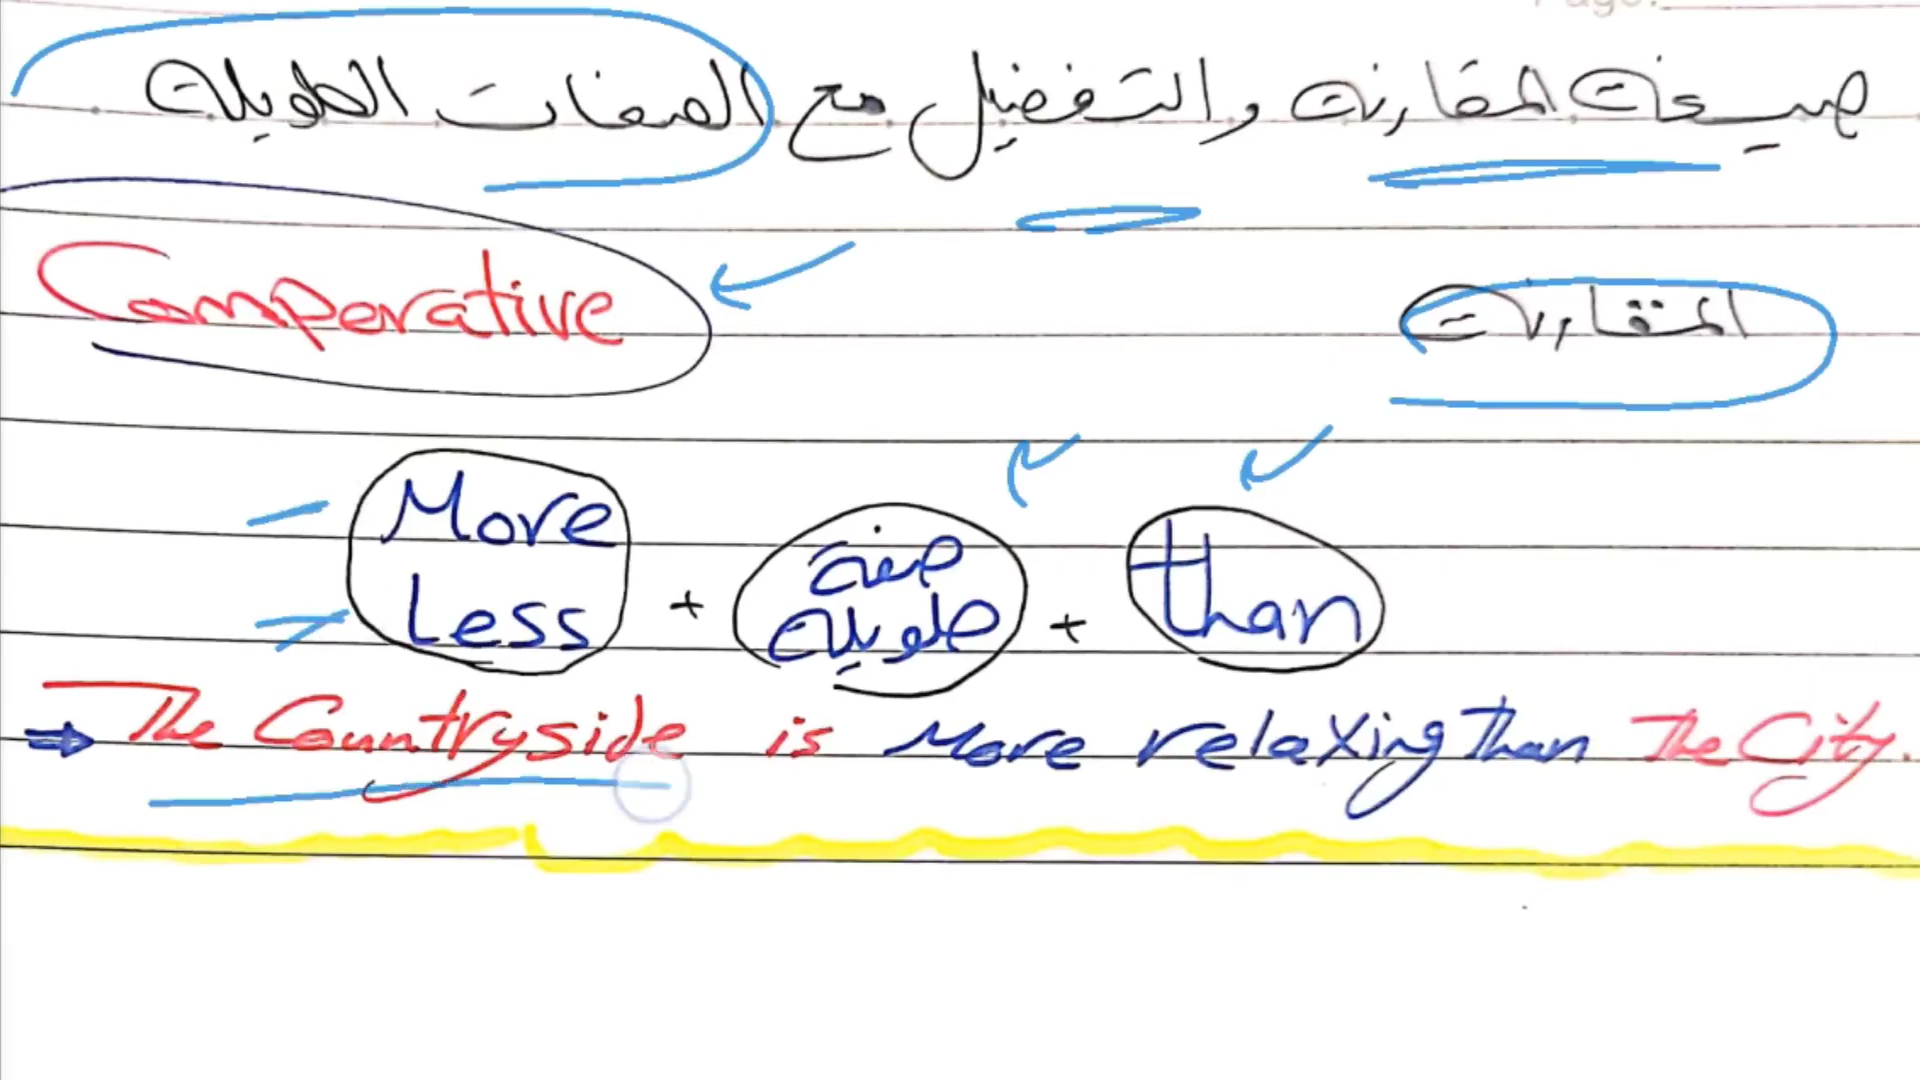 صيغة المقارنة والتفضيل مع الصفات الطويلة
Comperative المقارنة
More
Less + صفة طويلة + than
⇒ The Countryside is More relaxing Than The City.